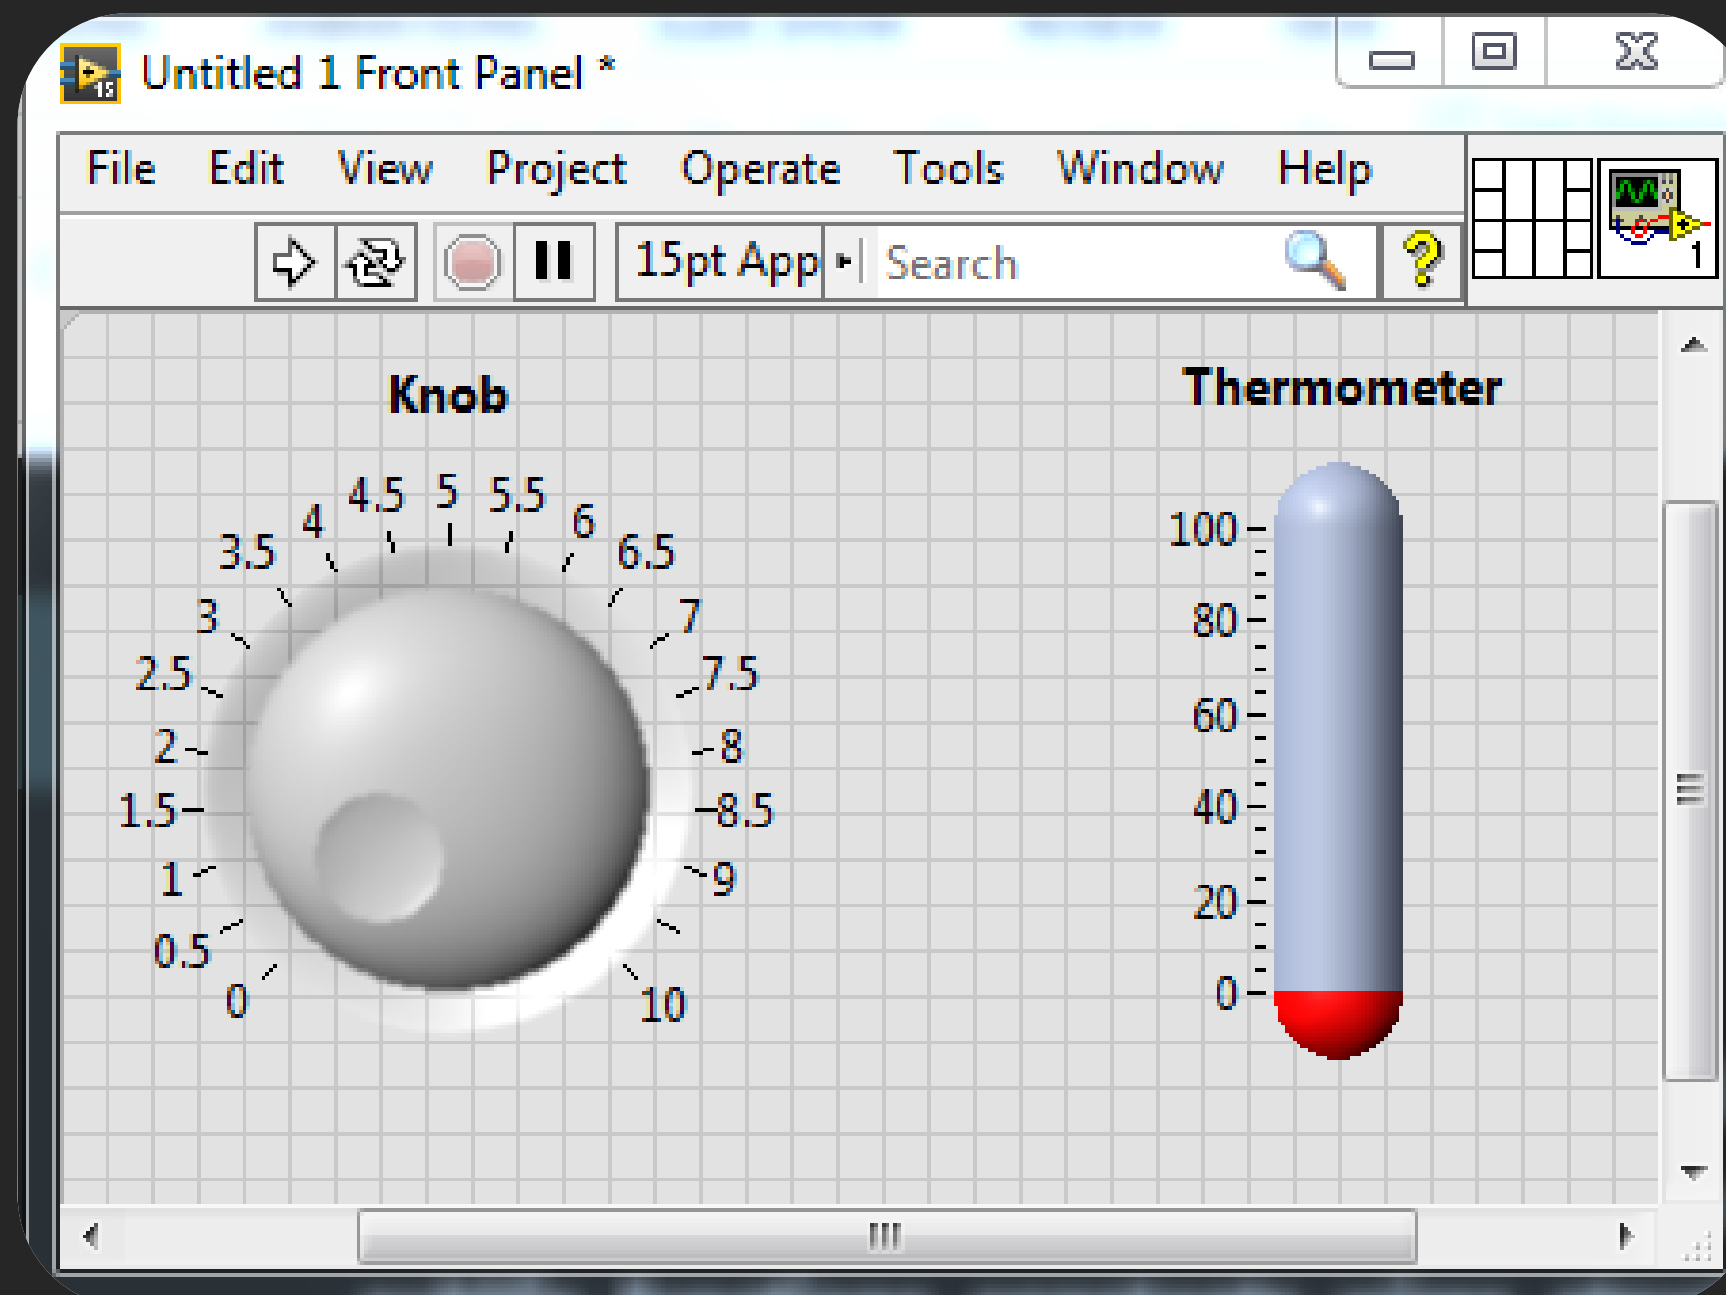 Untitled 1 Front Panel *
File Edit View Project Operate Tools Window Help
15pt App Search ? 1
Knob
0 0.5 1 1.5 2 2.5 3 3.5 4 4.5 5 5.5 6 6.5 7 7.5 8 8.5 9 10
Thermometer
100
80
60
40
20
0